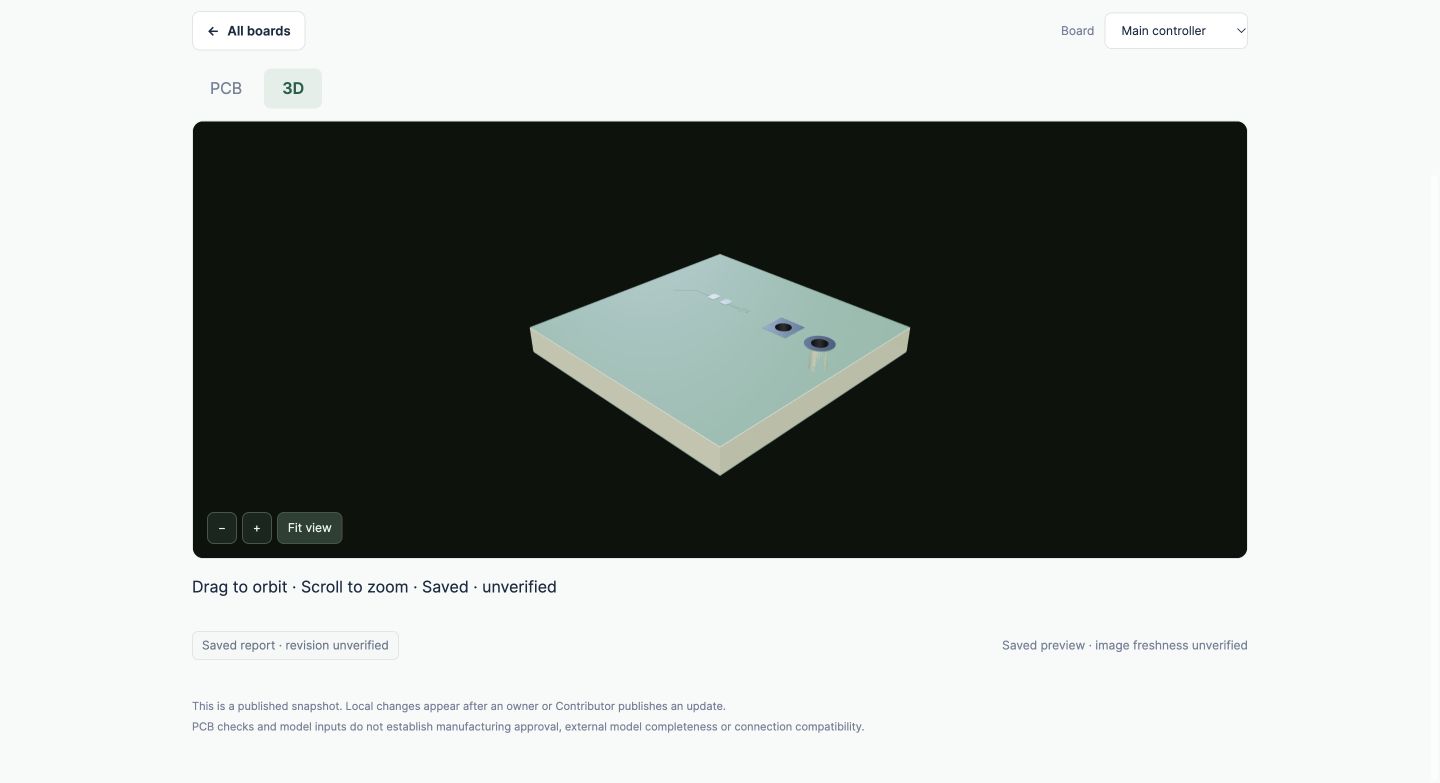 ← All boards
Board
Main controller
PCB
3D
−
+
Fit view
Drag to orbit · Scroll to zoom · Saved · unverified
Saved report · revision unverified
Saved preview · image freshness unverified
This is a published snapshot. Local changes appear after an owner or Contributor publishes an update.
PCB checks and model inputs do not establish manufacturing approval, external model completeness or connection compatibility.